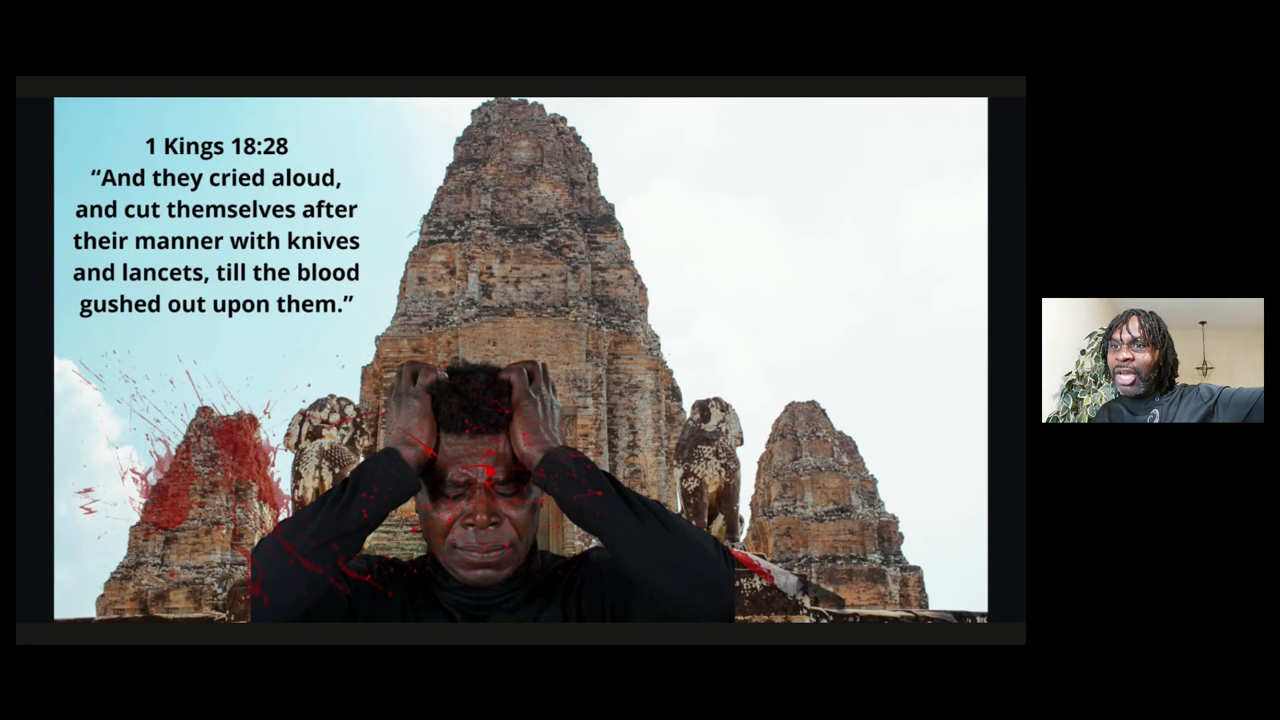 1 Kings 18:28
“And they cried aloud,
and cut themselves after
their manner with knives
and lancets, till the blood
gushed out upon them.”